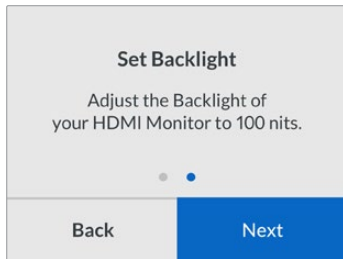 Set Backlight
Adjust the Backlight of
your HDMI Monitor to 100 nits.
Back
Next